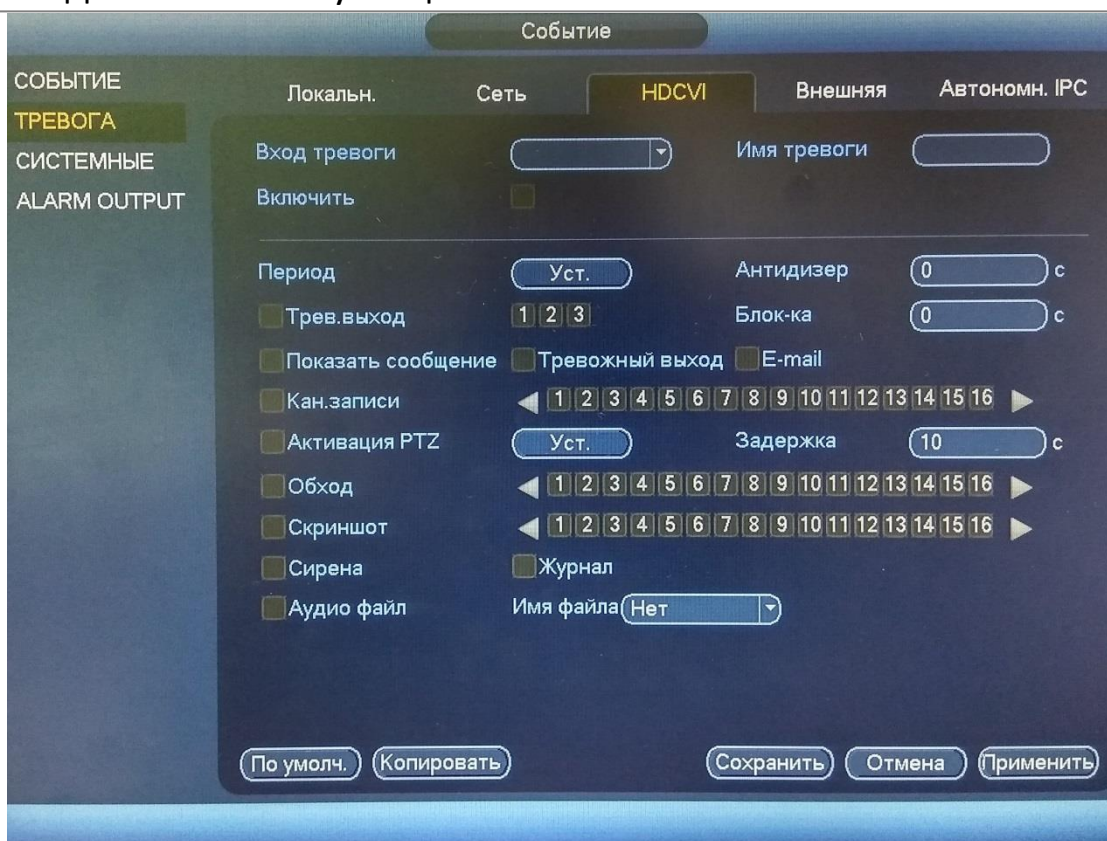 Событие
СОБЫТИЕ
ТРЕВОГА
СИСТЕМНЫЕ
ALARM OUTPUT
Локальн. Сеть HDCVI Внешняя Автономн. IPC
Вход тревоги Имя тревоги
Включить
Период Уст. Антидизер 0 с
Трев.выход 1 2 3 Блок-ка 0 с
Показать сообщение Тревожный выход E-mail
Кан.записи 1 2 3 4 5 6 7 8 9 10 11 12 13 14 15 16
Активация PTZ Уст. Задержка 10 с
Обход 1 2 3 4 5 6 7 8 9 10 11 12 13 14 15 16
Скриншот 1 2 3 4 5 6 7 8 9 10 11 12 13 14 15 16
Сирена Журнал
Аудио файл Имя файла Нет
По умолч. Копировать Сохранить Отмена Применить